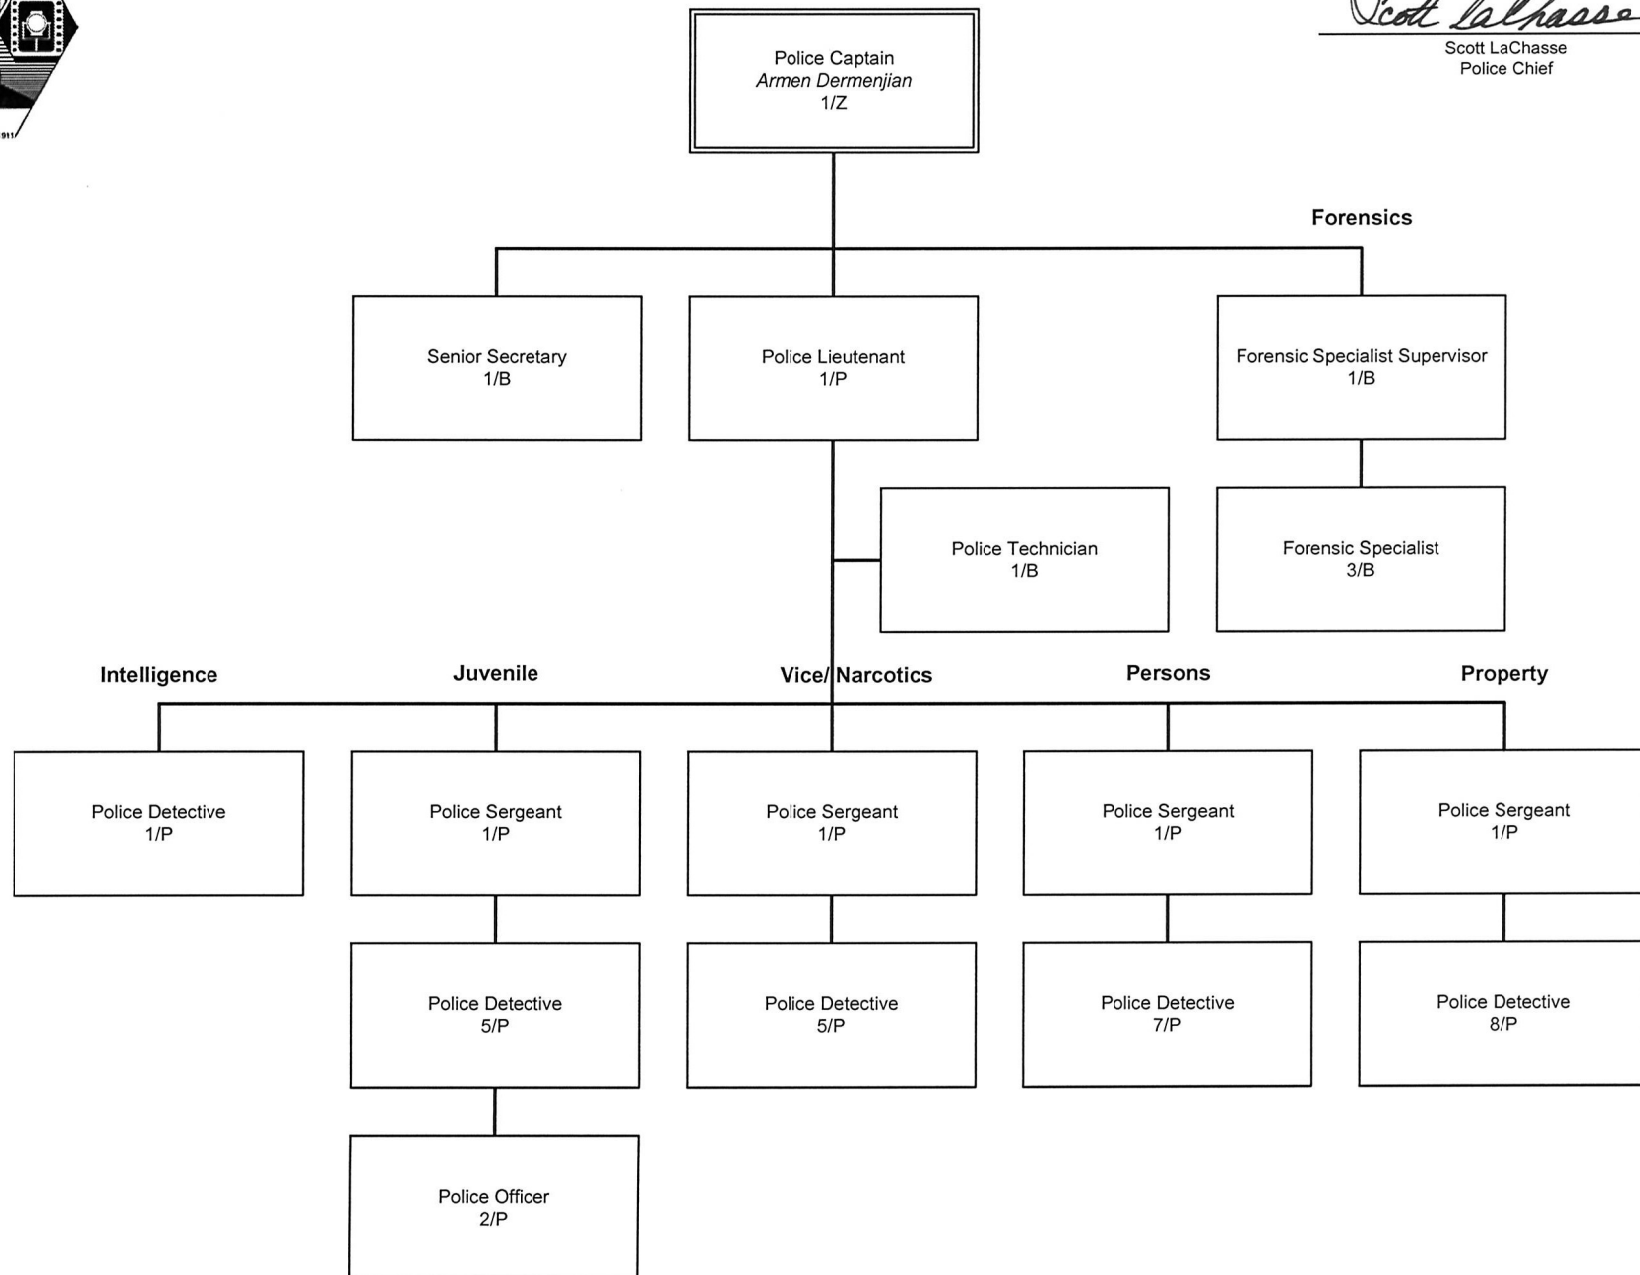 Scott LaChasse
Scott LaChasse
Police Chief
1911
Police Captain
Armen Dermenjian
1/Z
Forensics
Senior Secretary
1/B
Police Lieutenant
1/P
Forensic Specialist Supervisor
1/B
Police Technician
1/B
Forensic Specialist
3/B
Intelligence
Juvenile
Vice/ Narcotics
Persons
Property
Police Detective
1/P
Police Sergeant
1/P
Police Sergeant
1/P
Police Sergeant
1/P
Police Sergeant
1/P
Police Detective
5/P
Police Detective
5/P
Police Detective
7/P
Police Detective
8/P
Police Officer
2/P